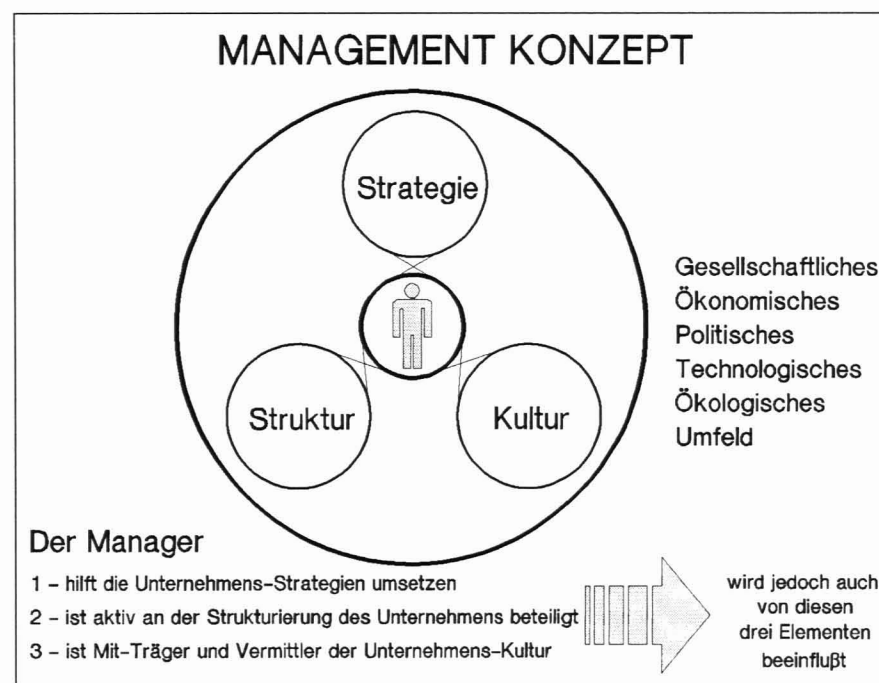 MANAGEMENT KONZEPT
Strategie
Struktur
Kultur
Gesellschaftliches
Ökonomisches
Politisches
Technologisches
Ökologisches
Umfeld
Der Manager
1 – hilft die Unternehmens–Strategien umsetzen
2 – ist aktiv an der Strukturierung des Unternehmens beteiligt
3 – ist Mit–Träger und Vermittler der Unternehmens–Kultur
wird jedoch auch
von diesen
drei Elementen
beeinflußt